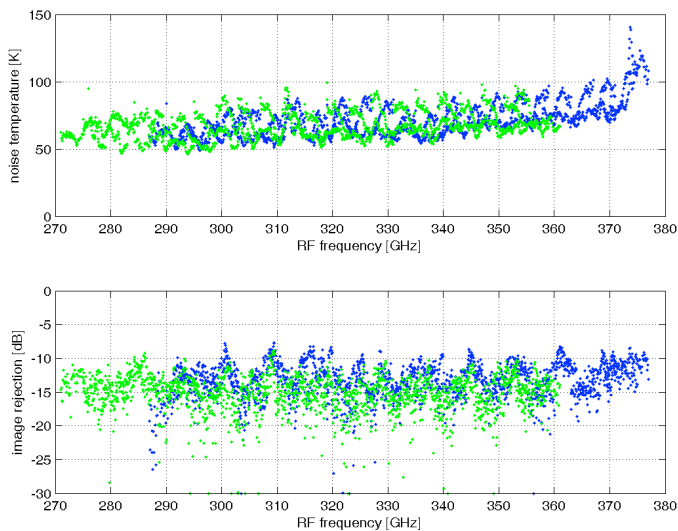 150
100
50
0
noise temperature [K]
270 280 290 300 310 320 330 340 350 360 370 380
RF frequency [GHz]
0
-5
-10
-15
-20
-25
-30
image rejection [dB]
270 280 290 300 310 320 330 340 350 360 370 380
RF frequency [GHz]